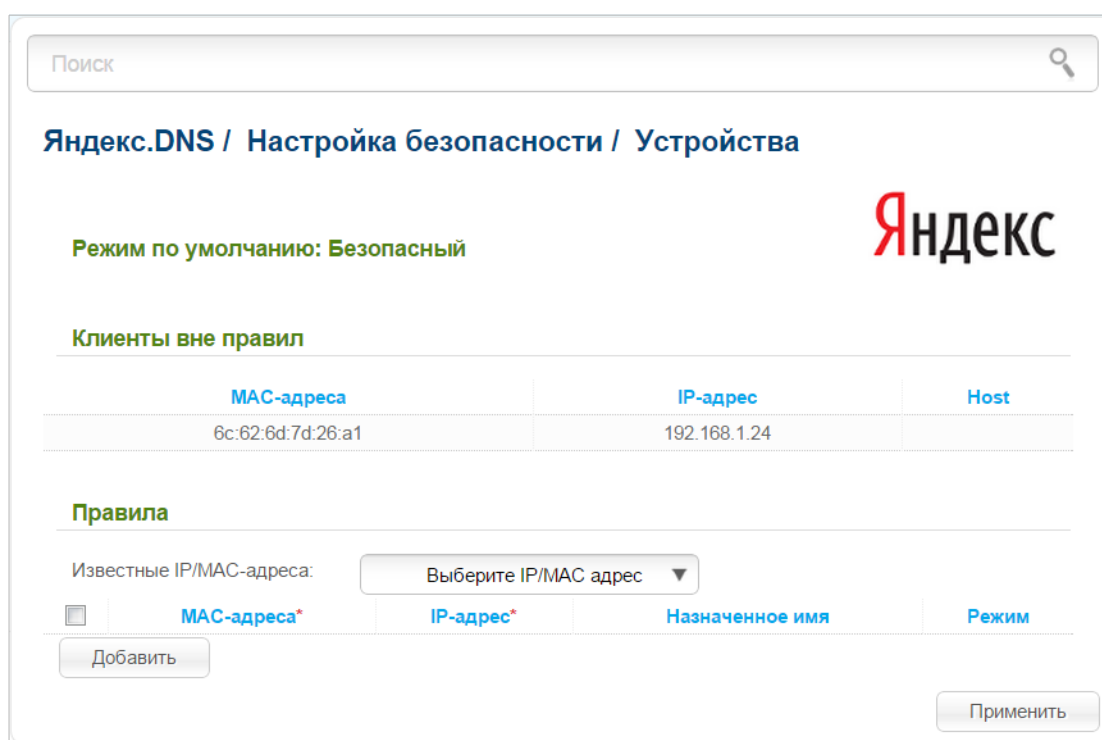 Поиск
Яндекс.DNS / Настройка безопасности / Устройства
Яндекс
Режим по умолчанию: Безопасный
Клиенты вне правил
MAC-адреса IP-адрес Host
6c:62:6d:7d:26:a1 192.168.1.24
Правила
Известные IP/MAC-адреса: Выберите IP/MAC адрес
MAC-адреса* IP-адрес* Назначенное имя Режим
Добавить
Применить